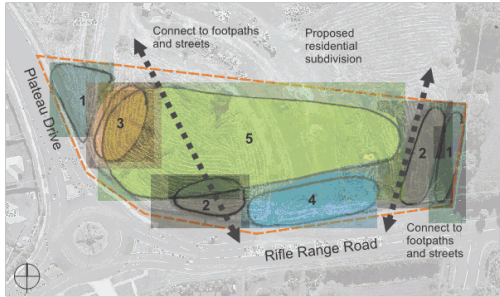 Connect to footpaths
and streets
Proposed
residential
subdivision
Plateau Drive
1
3
5
2
1
2
4
Rifle Range Road
Connect to
footpaths
and streets